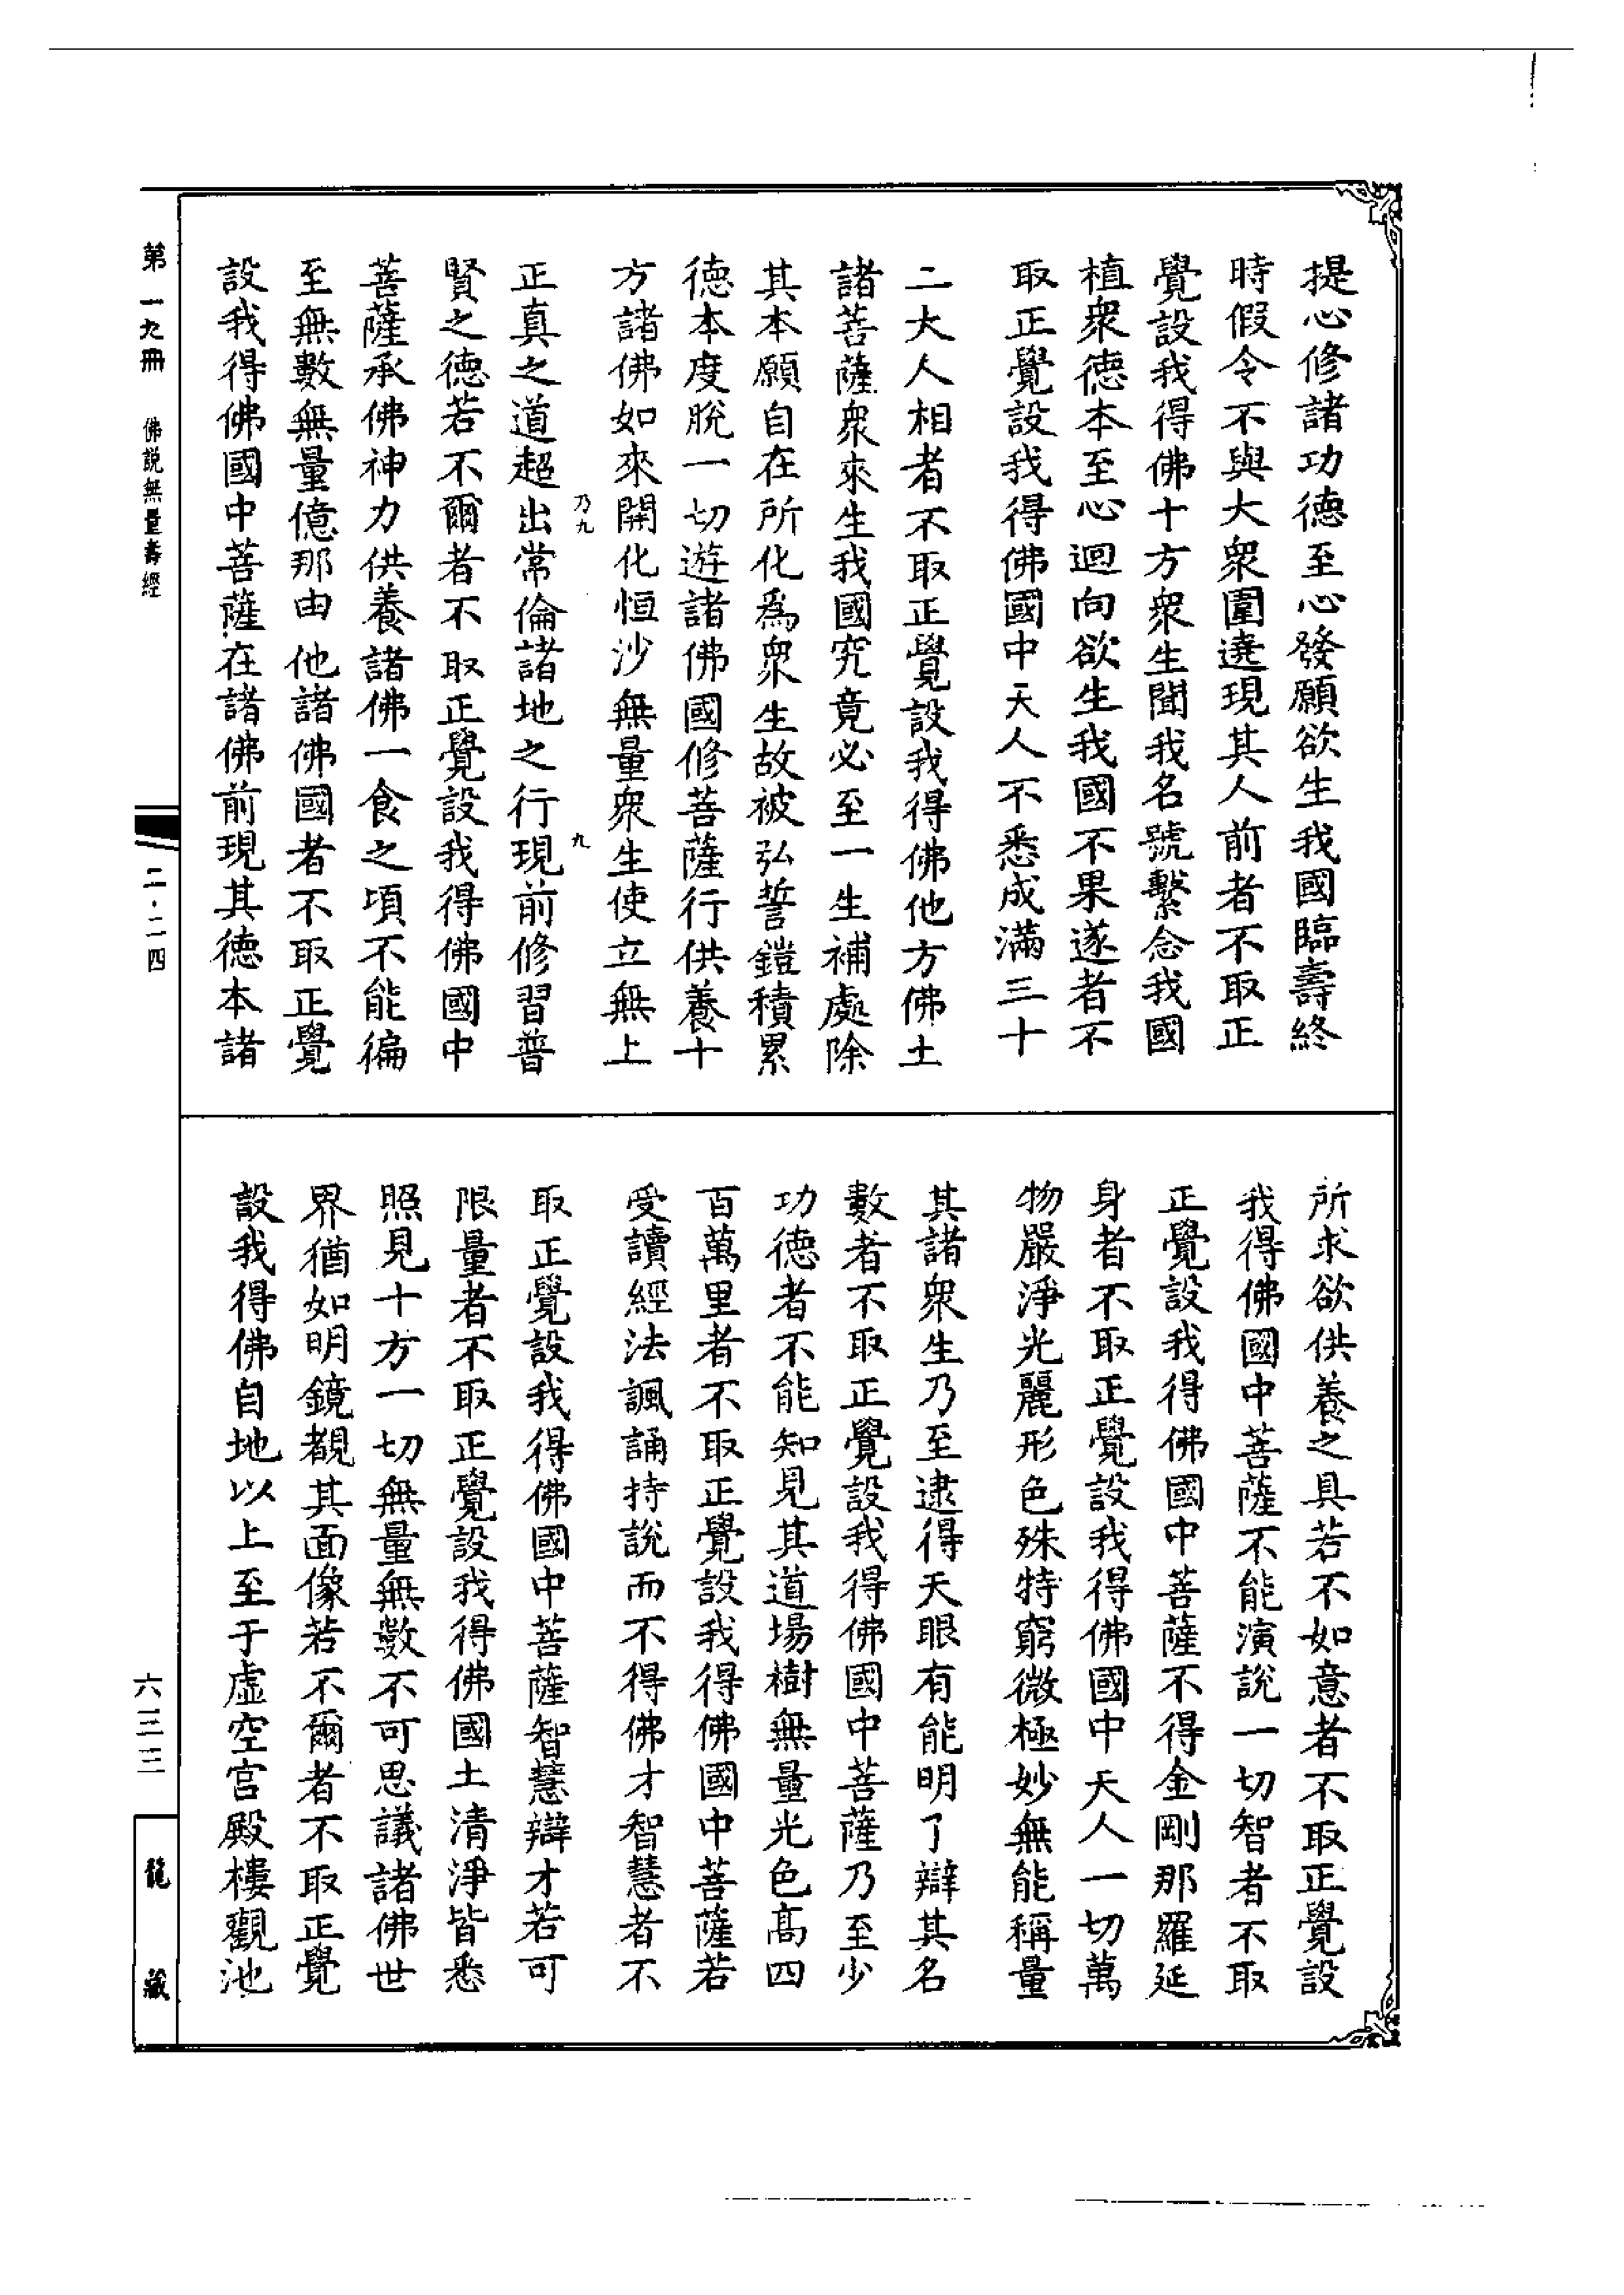 提心修諸功德至心發願欲生我國臨壽終
時假令不與大衆圍遶現其人前者不取正
覺設我得佛十方衆生聞我名號繫念我國
植衆德本至心迴向欲生我國不果遂者不
取正覺設我得佛國中天人不悉成滿三十
二大人相者不取正覺設我得佛他方佛土
諸菩薩衆來生我國究竟必至一生補處除
其本願自在所化爲衆生故被弘誓鎧積累
德本度脫一切遊諸佛國修菩薩行供養十
方諸佛如來開化恒沙無量衆生使立無上
乃九
九
正真之道超出常倫諸地之行現前修習普
賢之德若不爾者不取正覺設我得佛國中
菩薩承佛神力供養諸佛一食之頃不能徧
至無數無量億那由他諸佛國者不取正覺
設我得佛國中菩薩在諸佛前現其德本諸
所求欲供養之具若不如意者不取正覺設
我得佛國中菩薩不能演說一切智者不取
正覺設我得佛國中菩薩不得金剛那羅延
身者不取正覺設我得佛國中天人一切萬
物嚴淨光麗形色殊特窮微極妙無能稱量
其諸衆生乃至逮得天眼有能明了辯其名
數者不取正覺設我得佛國中菩薩乃至少
功德者不能知見其道場樹無量光色高四
百萬里者不取正覺設我得佛國中菩薩若
受讀經法諷誦持說而不得佛才智慧者不
取正覺設我得佛國中菩薩智慧辯才若可
限量者不取正覺設我得佛國土清淨皆悉
照見十方一切無量無數不可思議諸佛世
界猶如明鏡覩其面像若不爾者不取正覺
設我得佛自地以上至于虛空宮殿樓觀池
第一九冊 佛說無量壽經
二·二四
六三三
龍藏